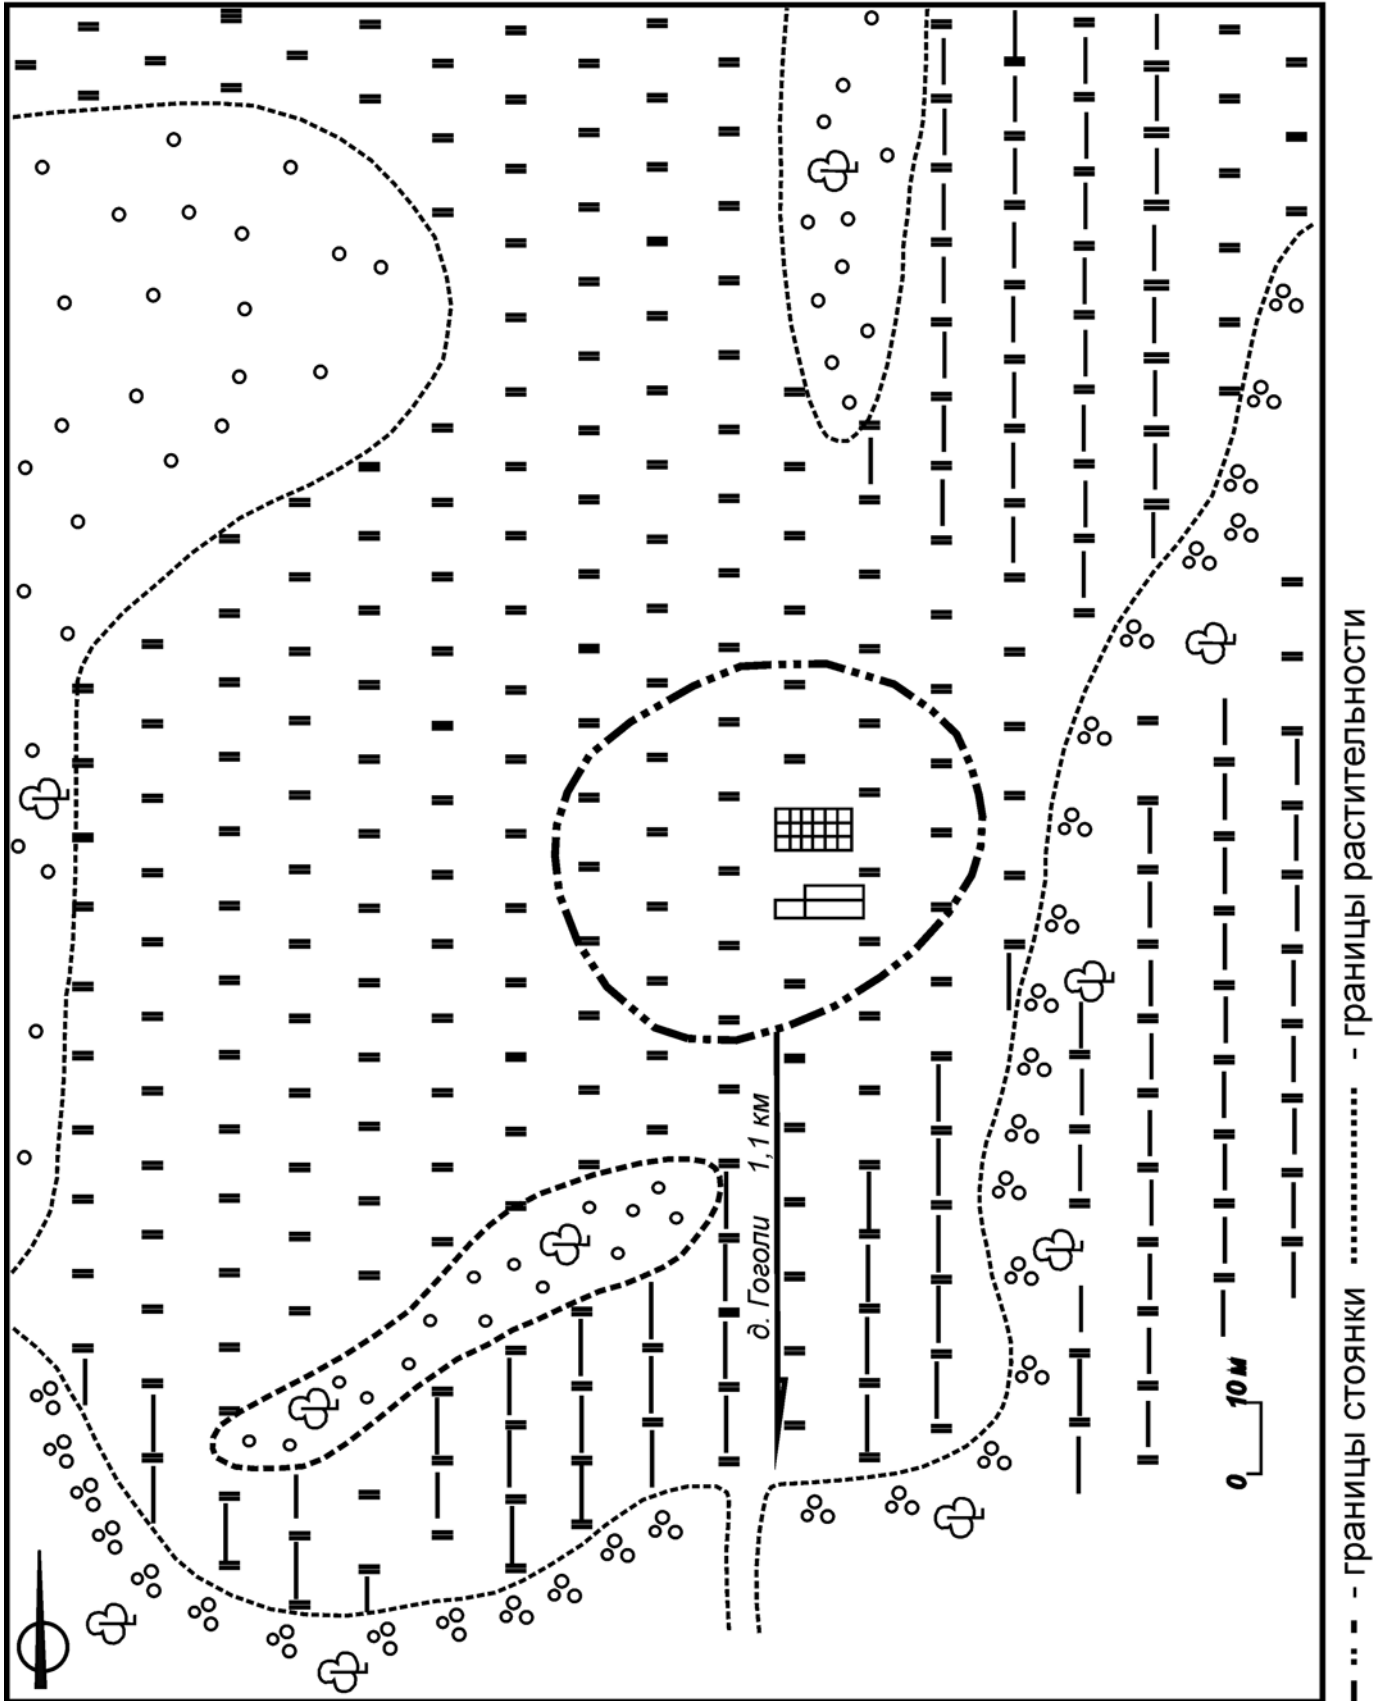 д. Гоголи 1,1 км
0 10 м
- границы стоянки
- границы растительности